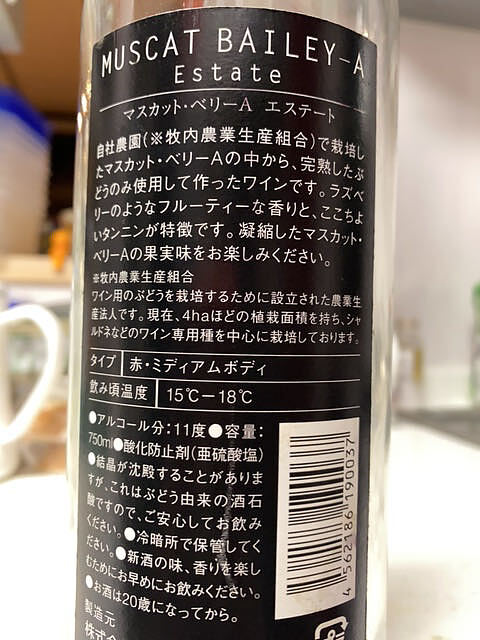 MUSCAT BAILEY-A
Estate
マスカット・ベリーA エステート
自社農園(※牧内農業生産組合)で栽培し
たマスカット・ベリーAの中から、完熟したぶ
どうのみ使用して作ったワインです。ラズベ
リーのようなフルーティーな香りと、ここちよ
いタンニンが特徴です。凝縮したマスカット・
ベリーAの果実味をお楽しみください。
※牧内農業生産組合
ワイン用のぶどうを栽培するために設立された農業生
産法人です。現在、4haほどの植栽面積を持ち、シャ
ルドネなどのワイン専用種を中心に栽培しております。
タイプ 赤・ミディアムボディ
飲み頃温度 15℃−18℃
●アルコール分:11度●容量:
750ml●酸化防止剤(亜硫酸塩)
●結晶が沈殿することがありま
すが、これはぶどう由来の酒石
酸ですので、ご安心してお飲み
ください。●冷暗所で保管してく
ださい。●新酒の味、香りを楽し
むためにお早めにお飲みください。
●お酒は20歳になってから。
製造元
株式会
4 562186 190037